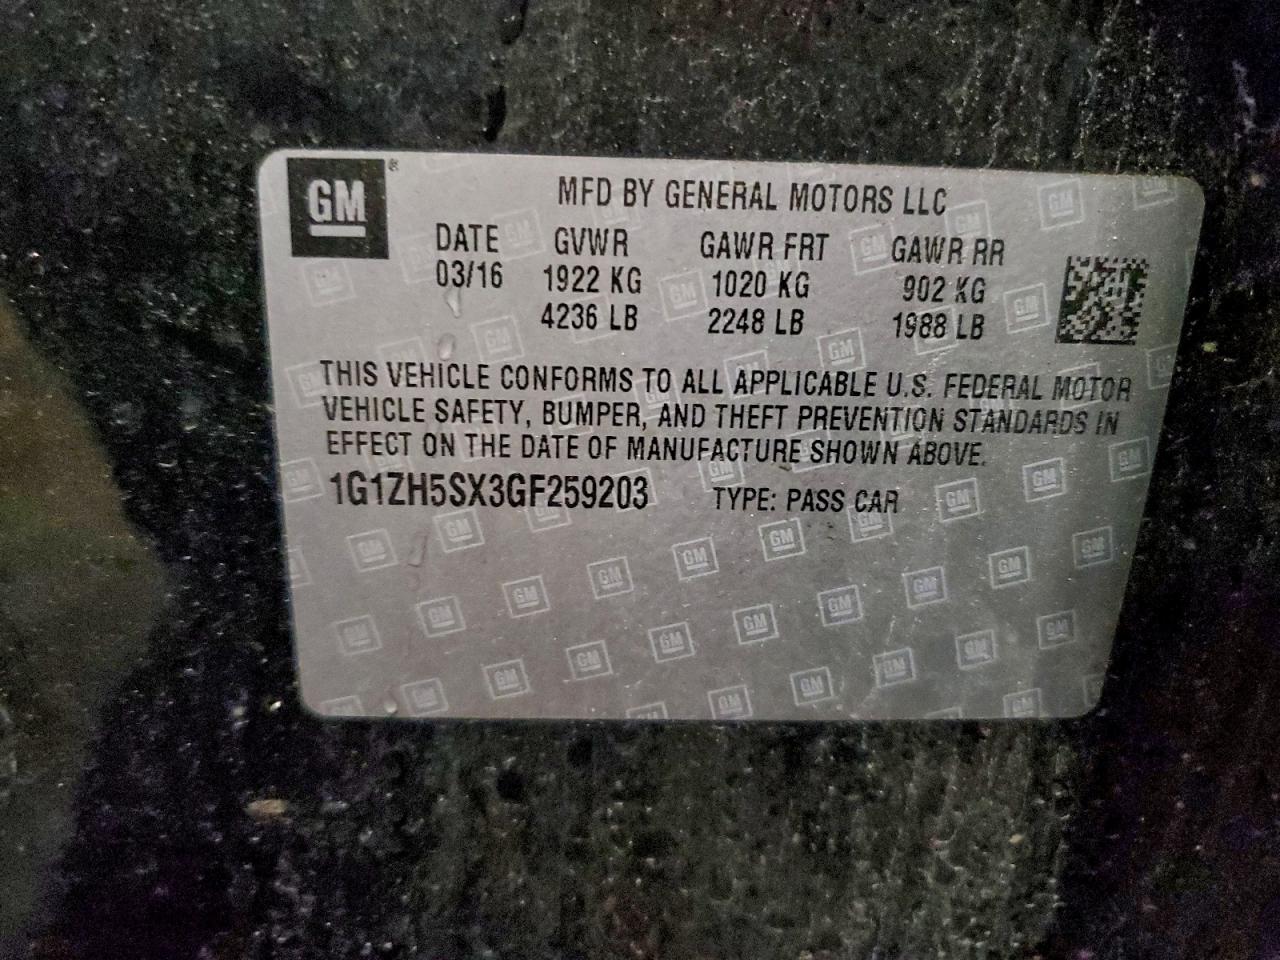 GM ®
MFD BY GENERAL MOTORS LLC
DATE GVWR GAWR FRT GAWR RR
03/16 1922 KG 1020 KG 902 KG
4236 LB 2248 LB 1988 LB
THIS VEHICLE CONFORMS TO ALL APPLICABLE U.S. FEDERAL MOTOR
VEHICLE SAFETY, BUMPER, AND THEFT PREVENTION STANDARDS IN
EFFECT ON THE DATE OF MANUFACTURE SHOWN ABOVE.
1G1ZH5SX3GF259203 TYPE: PASS CAR